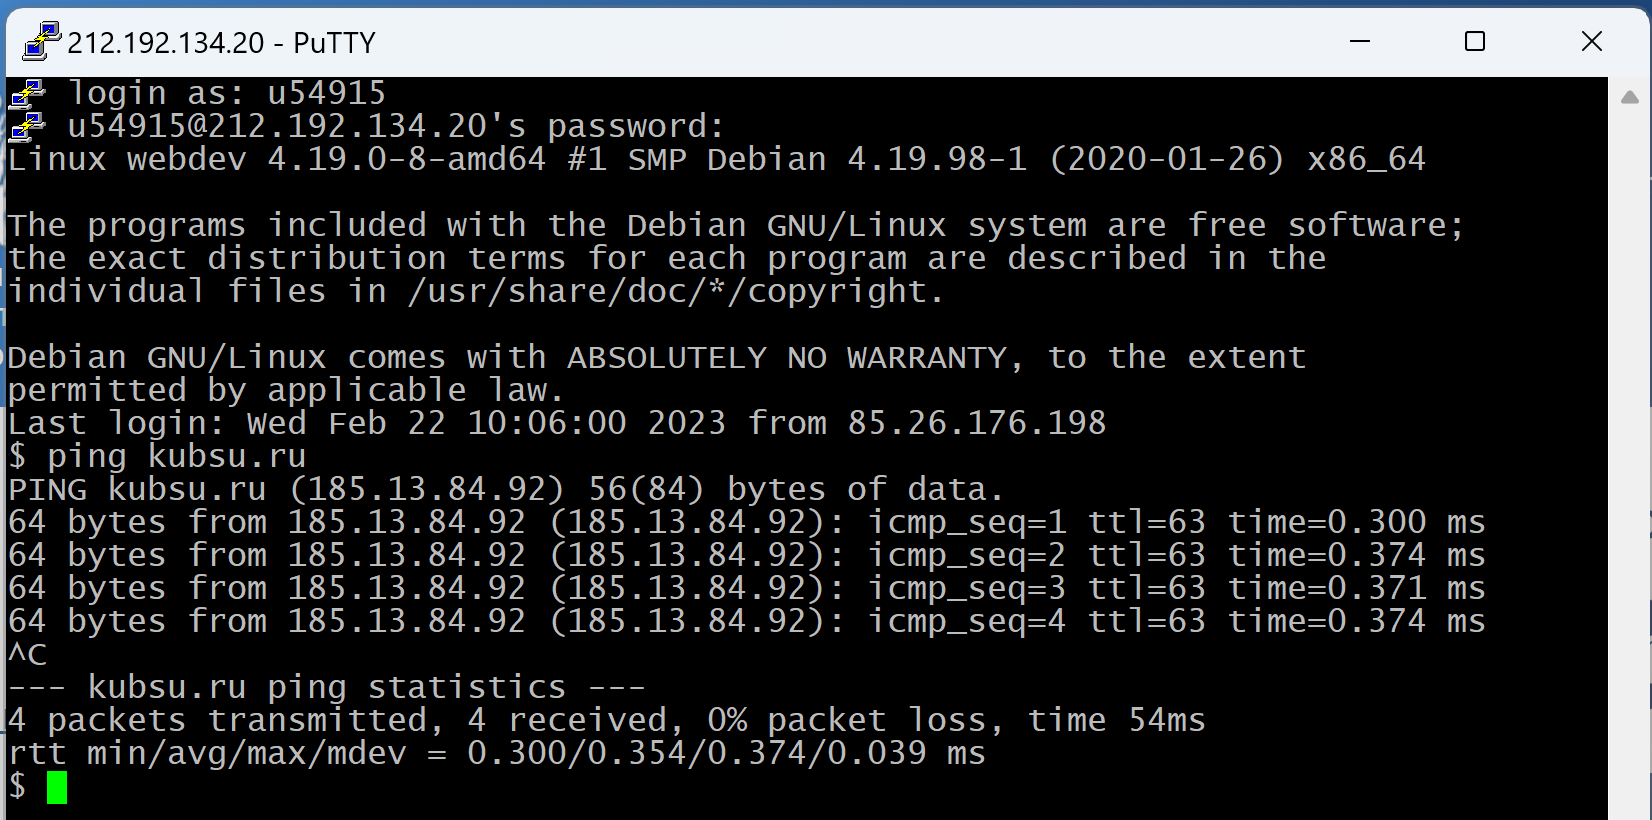 212.192.134.20 - PuTTY
login as: u54915
u54915@212.192.134.20's password:
Linux webdev 4.19.0-8-amd64 #1 SMP Debian 4.19.98-1 (2020-01-26) x86_64
The programs included with the Debian GNU/Linux system are free software;
the exact distribution terms for each program are described in the
individual files in /usr/share/doc/*/copyright.
Debian GNU/Linux comes with ABSOLUTELY NO WARRANTY, to the extent
permitted by applicable law.
Last login: Wed Feb 22 10:06:00 2023 from 85.26.176.198
$ ping kubsu.ru
PING kubsu.ru (185.13.84.92) 56(84) bytes of data.
64 bytes from 185.13.84.92 (185.13.84.92): icmp_seq=1 ttl=63 time=0.300 ms
64 bytes from 185.13.84.92 (185.13.84.92): icmp_seq=2 ttl=63 time=0.374 ms
64 bytes from 185.13.84.92 (185.13.84.92): icmp_seq=3 ttl=63 time=0.371 ms
64 bytes from 185.13.84.92 (185.13.84.92): icmp_seq=4 ttl=63 time=0.374 ms
^C
--- kubsu.ru ping statistics ---
4 packets transmitted, 4 received, 0% packet loss, time 54ms
rtt min/avg/max/mdev = 0.300/0.354/0.374/0.039 ms
$